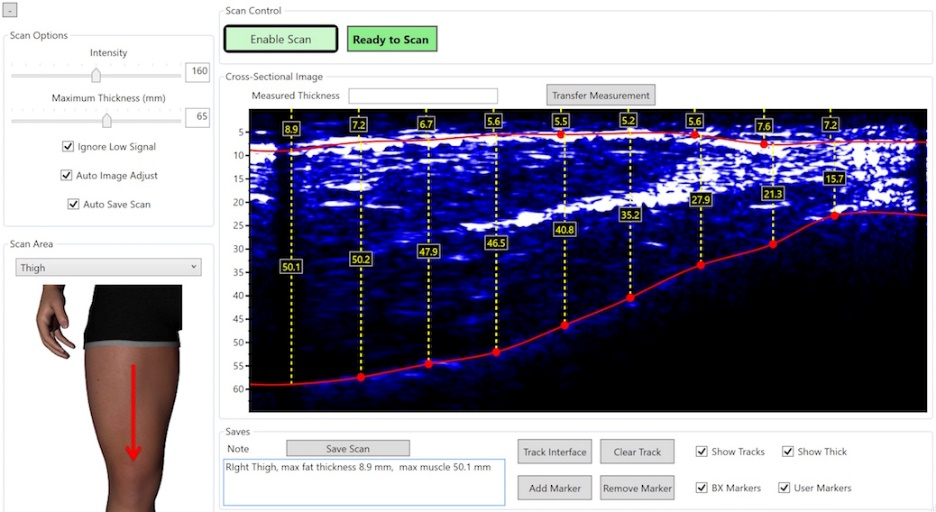 -
Scan Control
Enable Scan
Ready to Scan
Scan Options
Intensity
160
Maximum Thickness (mm)
65
Ignore Low Signal
Auto Image Adjust
Auto Save Scan
Cross-Sectional Image
Measured Thickness
Transfer Measurement
8.9 7.2 6.7 5.6 5.5 5.2 5.6 7.6 7.2
50.1 50.2 47.9 46.5 40.8 35.2 27.9 21.3 15.7
5
10
15
20
25
30
35
40
45
50
55
60
Scan Area
Thigh
Saves
Note
Save Scan
RIght Thigh, max fat thickness 8.9 mm, max muscle 50.1 mm
Track Interface
Clear Track
Show Tracks
Show Thick
Add Marker
Remove Marker
BX Markers
User Markers